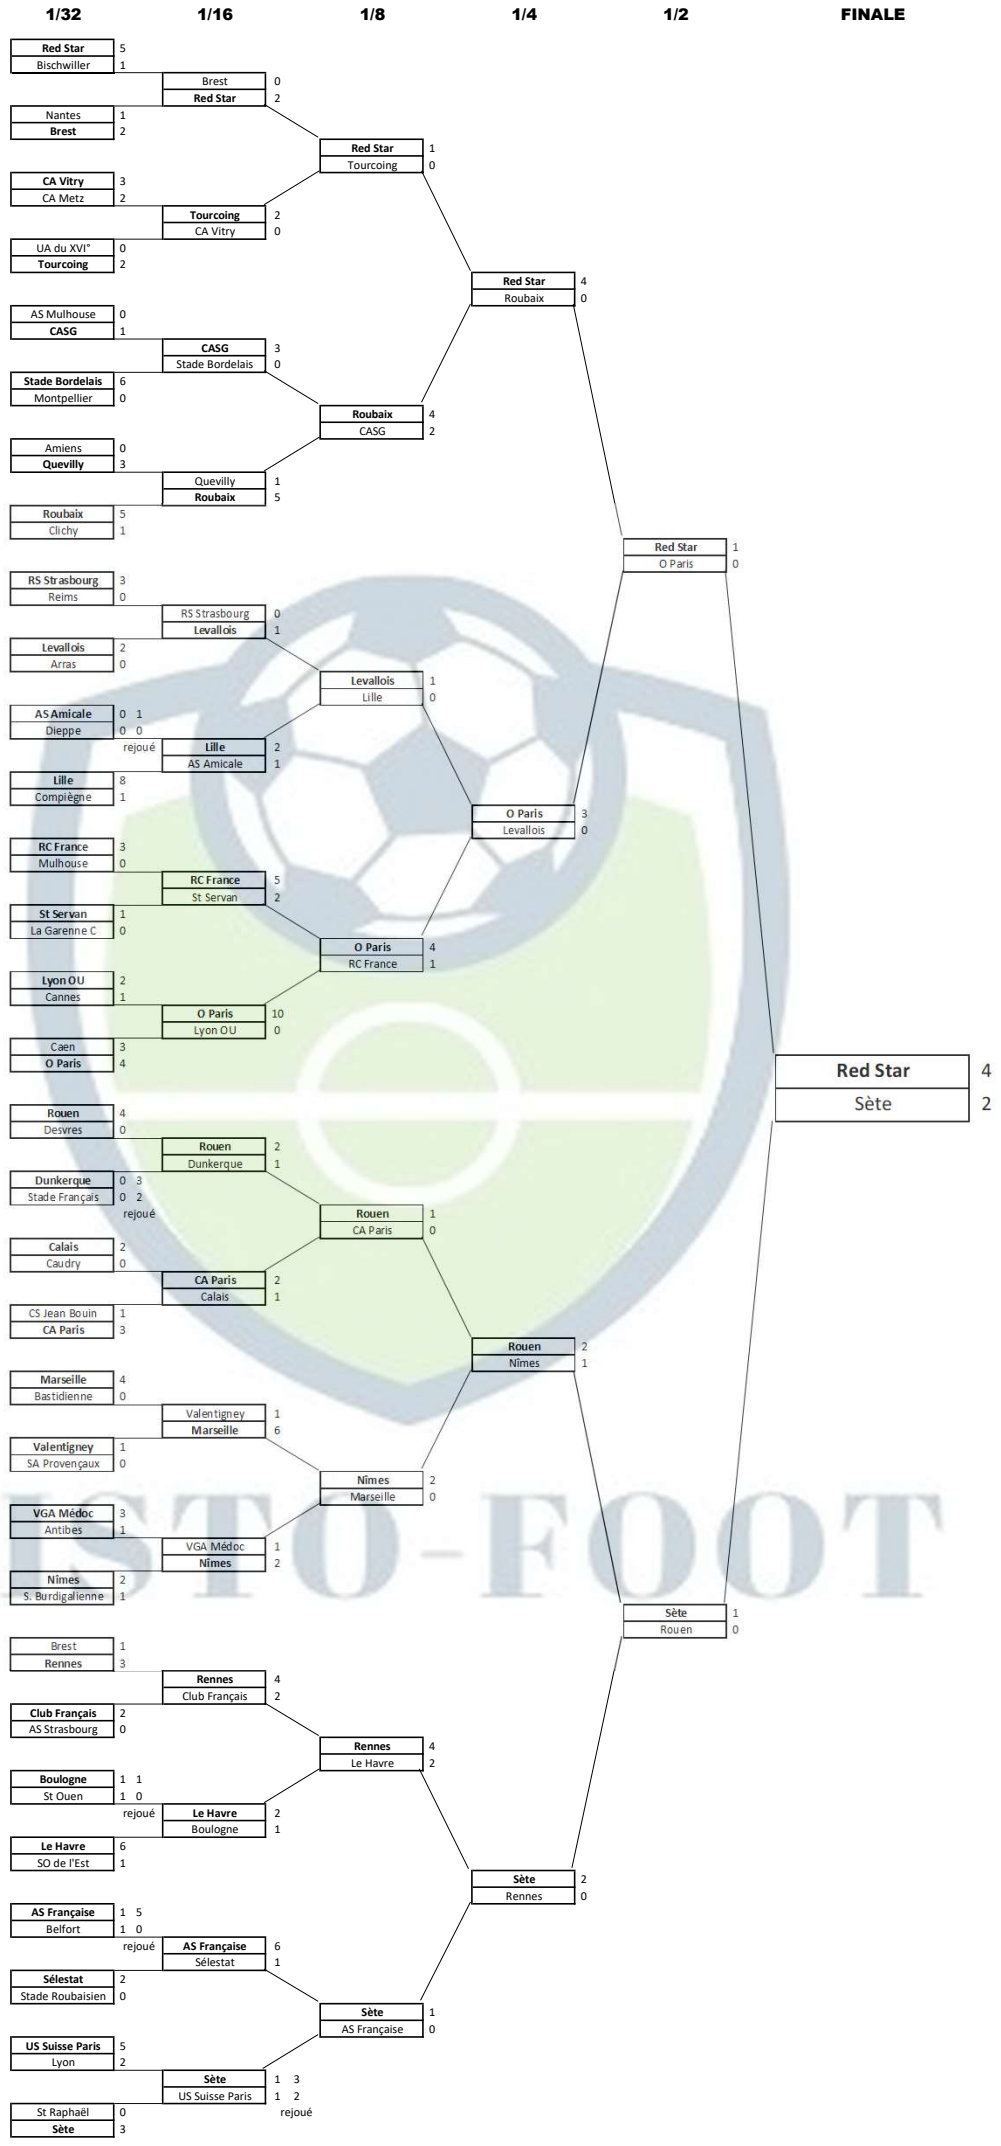 1/32 1/16 1/8 1/4 1/2 FINALE
Red Star 5
Bischwiller 1
Brest 0
Red Star 2
Nantes 1
Brest 2
Red Star 1
Tourcoing 0
CA Vitry 3
CA Metz 2
Tourcoing 2
CA Vitry 0
UA du XVI° 0
Tourcoing 2
Red Star 4
Roubaix 0
AS Mulhouse 0
CASG 1
CASG 3
Stade Bordelais 0
Stade Bordelais 6
Montpellier 0
Roubaix 4
CASG 2
Amiens 0
Quevilly 3
Quevilly 1
Roubaix 5
Roubaix 5
Clichy 1
Red Star 1
O Paris 0
RS Strasbourg 3
Reims 0
RS Strasbourg 0
Levallois 1
Levallois 2
Arras 0
Levallois 1
Lille 0
AS Amicale 0 1
Dieppe 0 0
rejoué
Lille 2
AS Amicale 1
Lille 8
Compiègne 1
O Paris 3
Levallois 0
RC France 3
Mulhouse 0
RC France 5
St Servan 2
St Servan 1
La Garenne C 0
O Paris 4
RC France 1
Lyon OU 2
Cannes 1
O Paris 10
Lyon OU 0
Caen 3
O Paris 4
Red Star 4
Sète 2
Rouen 4
Desvres 0
Rouen 2
Dunkerque 1
Dunkerque 0 3
Stade Français 0 2
rejoué
Rouen 1
CA Paris 0
Calais 2
Caudry 0
CA Paris 2
Calais 1
CS Jean Bouin 1
CA Paris 3
Rouen 2
Nîmes 1
Marseille 4
Bastidienne 0
Valentigney 1
Marseille 6
Valentigney 1
SA Provençaux 0
Nîmes 2
Marseille 0
VGA Médoc 3
Antibes 1
VGA Médoc 1
Nîmes 2
Nîmes 2
S. Burdigalienne 1
ISTO-FOOT
Sète 1
Rouen 0
Brest 1
Rennes 3
Rennes 4
Club Français 2
Club Français 2
AS Strasbourg 0
Rennes 4
Le Havre 2
Boulogne 1 1
St Ouen 1 0
rejoué
Le Havre 2
Boulogne 1
Le Havre 6
SO de l'Est 1
Sète 2
Rennes 0
AS Française 1 5
Belfort 1 0
rejoué
AS Française 6
Sélestat 1
Sélestat 2
Stade Roubaisien 0
Sète 1
AS Française 0
US Suisse Paris 5
Lyon 2
Sète 1 3
US Suisse Paris 1 2
rejoué
St Raphaël 0
Sète 3